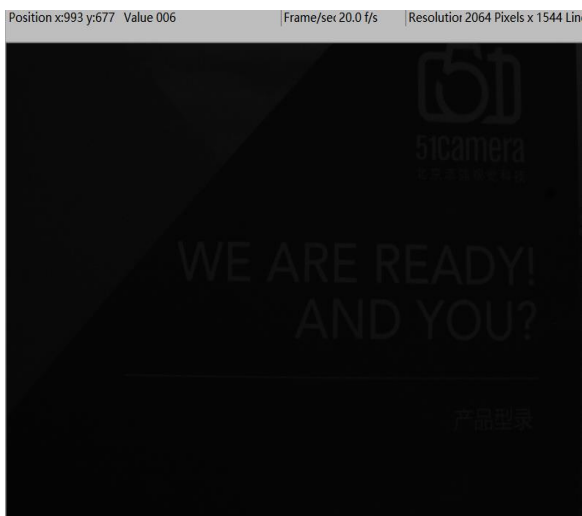 Position x:993 y:677 Value 006 Frame/sec 20.0 f/s Resolution 2064 Pixels x 1544 Lin
51
51camera
WE ARE READY!
AND YOU?
产品型录